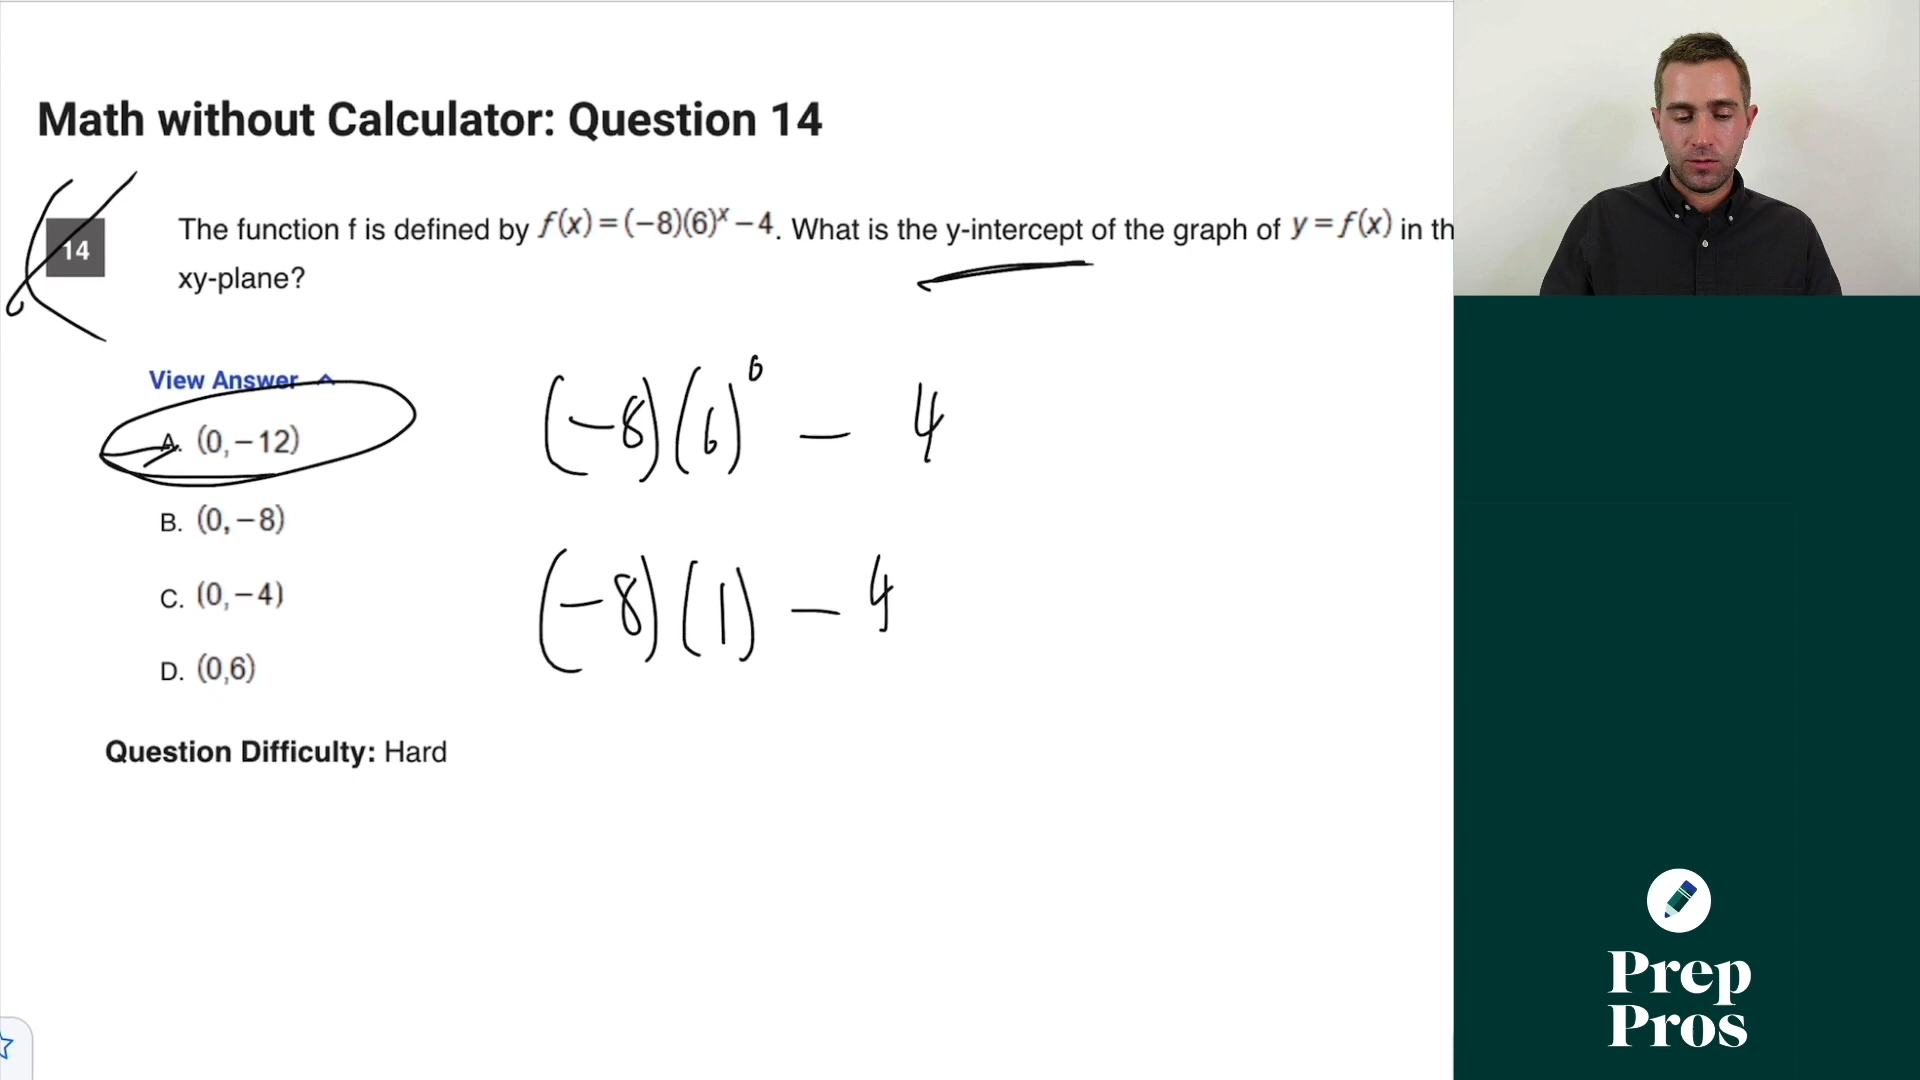 Math without Calculator: Question 14
14
The function f is defined by f(x)=(−8)(6)ˣ−4. What is the y-intercept of the graph of y=f(x) in th
xy-plane?
View Answer
A. (0,−12)
B. (0,−8)
C. (0,−4)
D. (0,6)
(−8)(6)⁰ − 4
(−8)(1) − 4
Question Difficulty: Hard
Prep
Pros